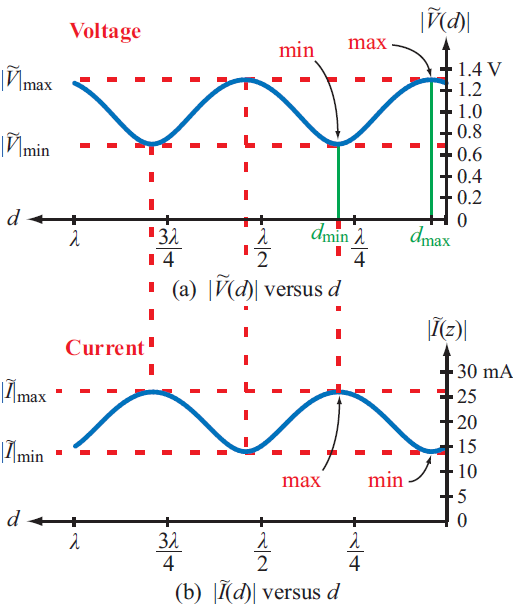 Voltage
|Ṽ(d)|
min
max
|Ṽ|max
1.4 V
1.2
1.0
0.8
|Ṽ|min
0.6
0.4
0.2
d
0
λ
3λ/4
λ/2
dmin
λ/4
dmax
(a) |Ṽ(d)| versus d
Current
|Ĩ(z)|
30 mA
|Ĩ|max
25
20
|Ĩ|min
15
max
min
10
5
d
0
λ
3λ/4
λ/2
λ/4
(b) |Ĩ(d)| versus d